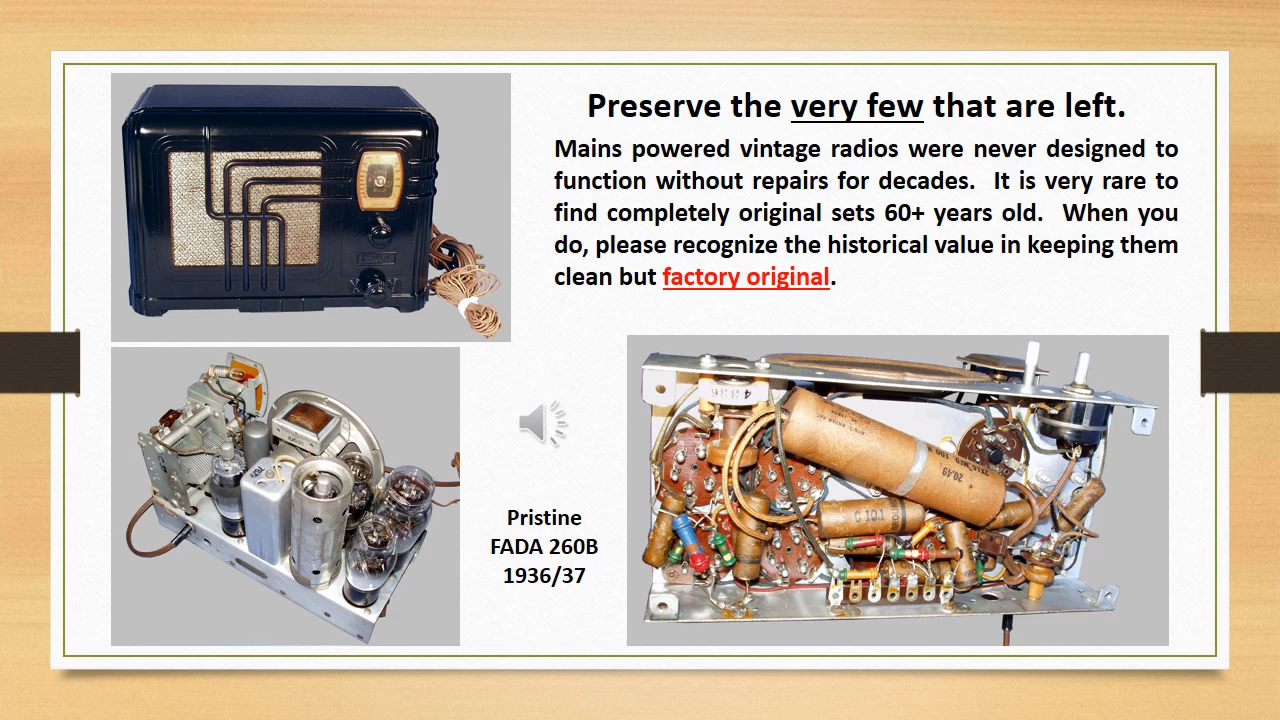 Preserve the very few that are left.
Mains powered vintage radios were never designed to
function without repairs for decades.  It is very rare to
find completely original sets 60+ years old.  When you
do, please recognize the historical value in keeping them
clean but factory original.
Pristine
FADA 260B
1936/37
C 10A1
20.49